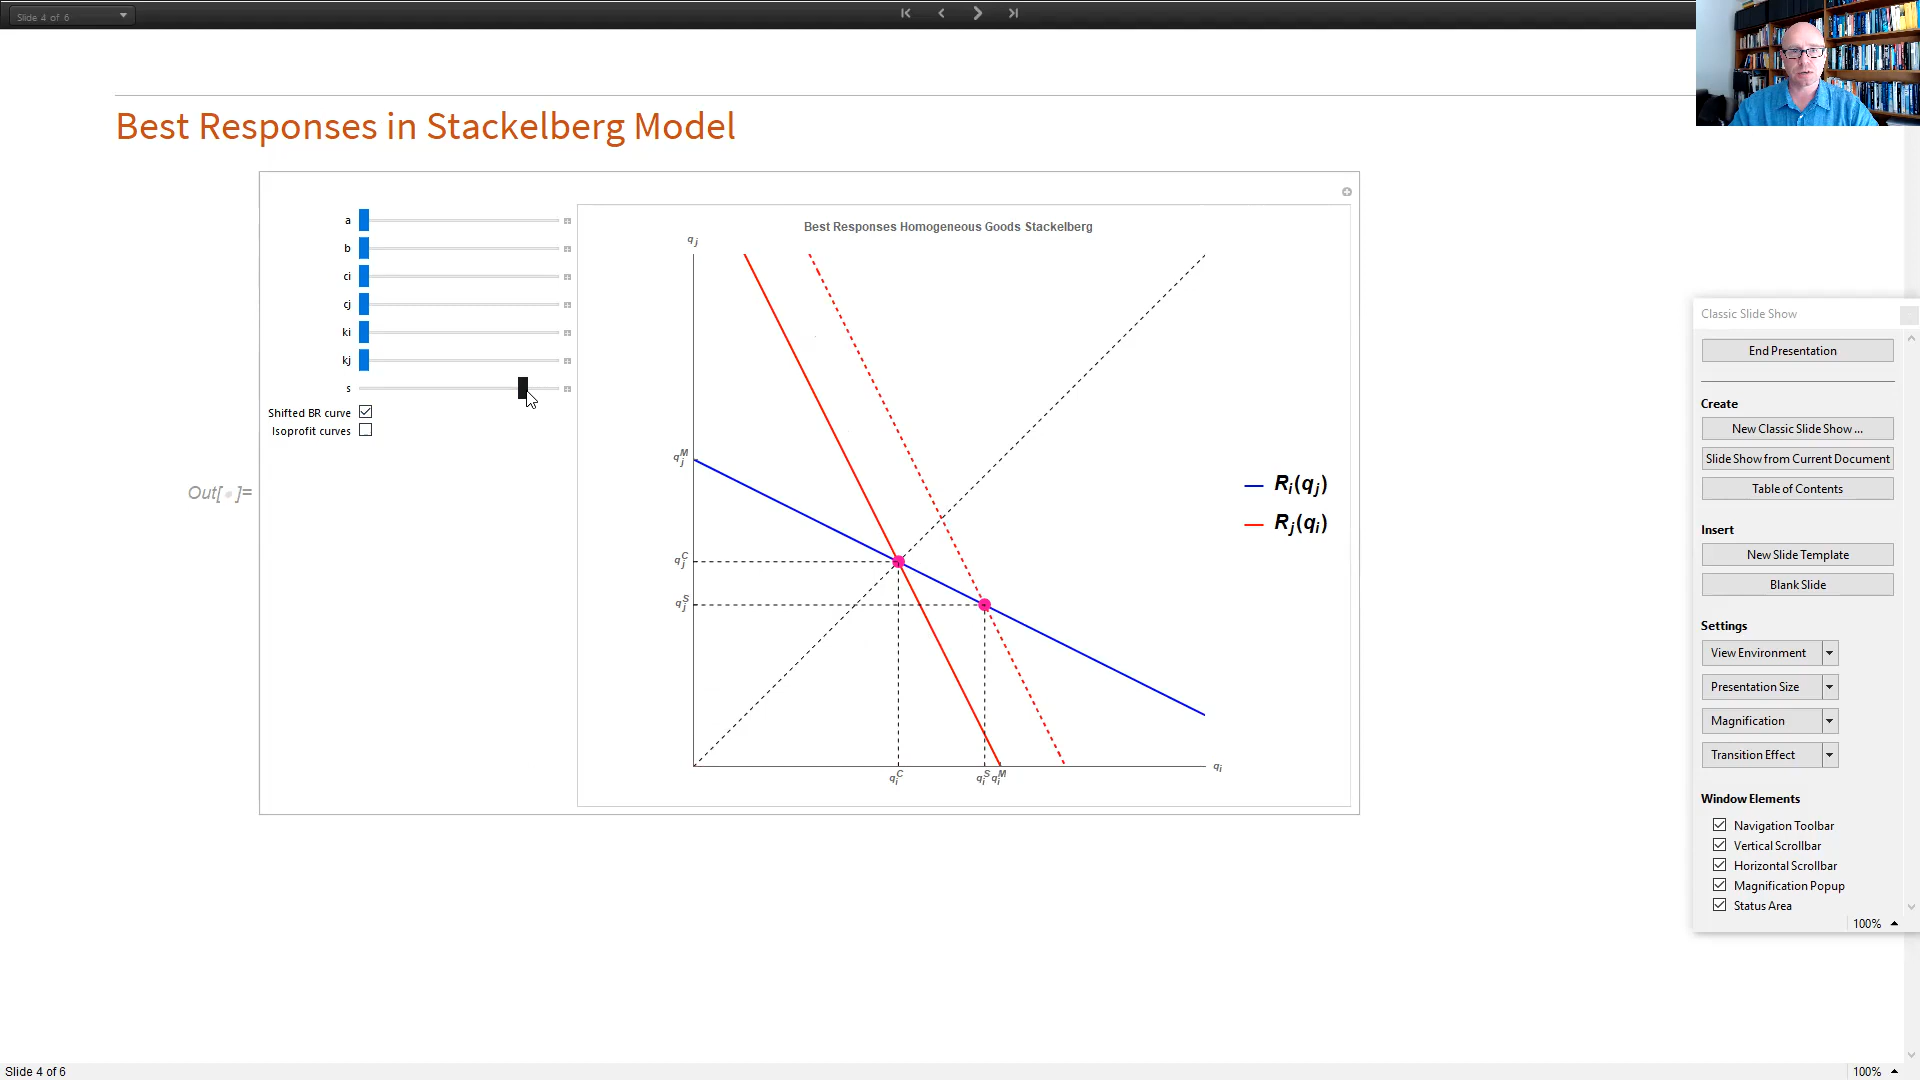 Slide 4 of 6
Best Responses in Stackelberg Model
a
b
ci
cj
ki
kj
s
Shifted BR curve
Isoprofit curves
Out[ ]=
Best Responses Homogeneous Goods Stackelberg
qj
qjM
qjC
qjS
qiC
qiS qiM
qi
Ri(qj)
Rj(qi)
Classic Slide Show
End Presentation
Create
New Classic Slide Show ...
Slide Show from Current Document
Table of Contents
Insert
New Slide Template
Blank Slide
Settings
View Environment
Presentation Size
Magnification
Transition Effect
Window Elements
Navigation Toolbar
Vertical Scrollbar
Horizontal Scrollbar
Magnification Popup
Status Area
100%
Slide 4 of 6
100%